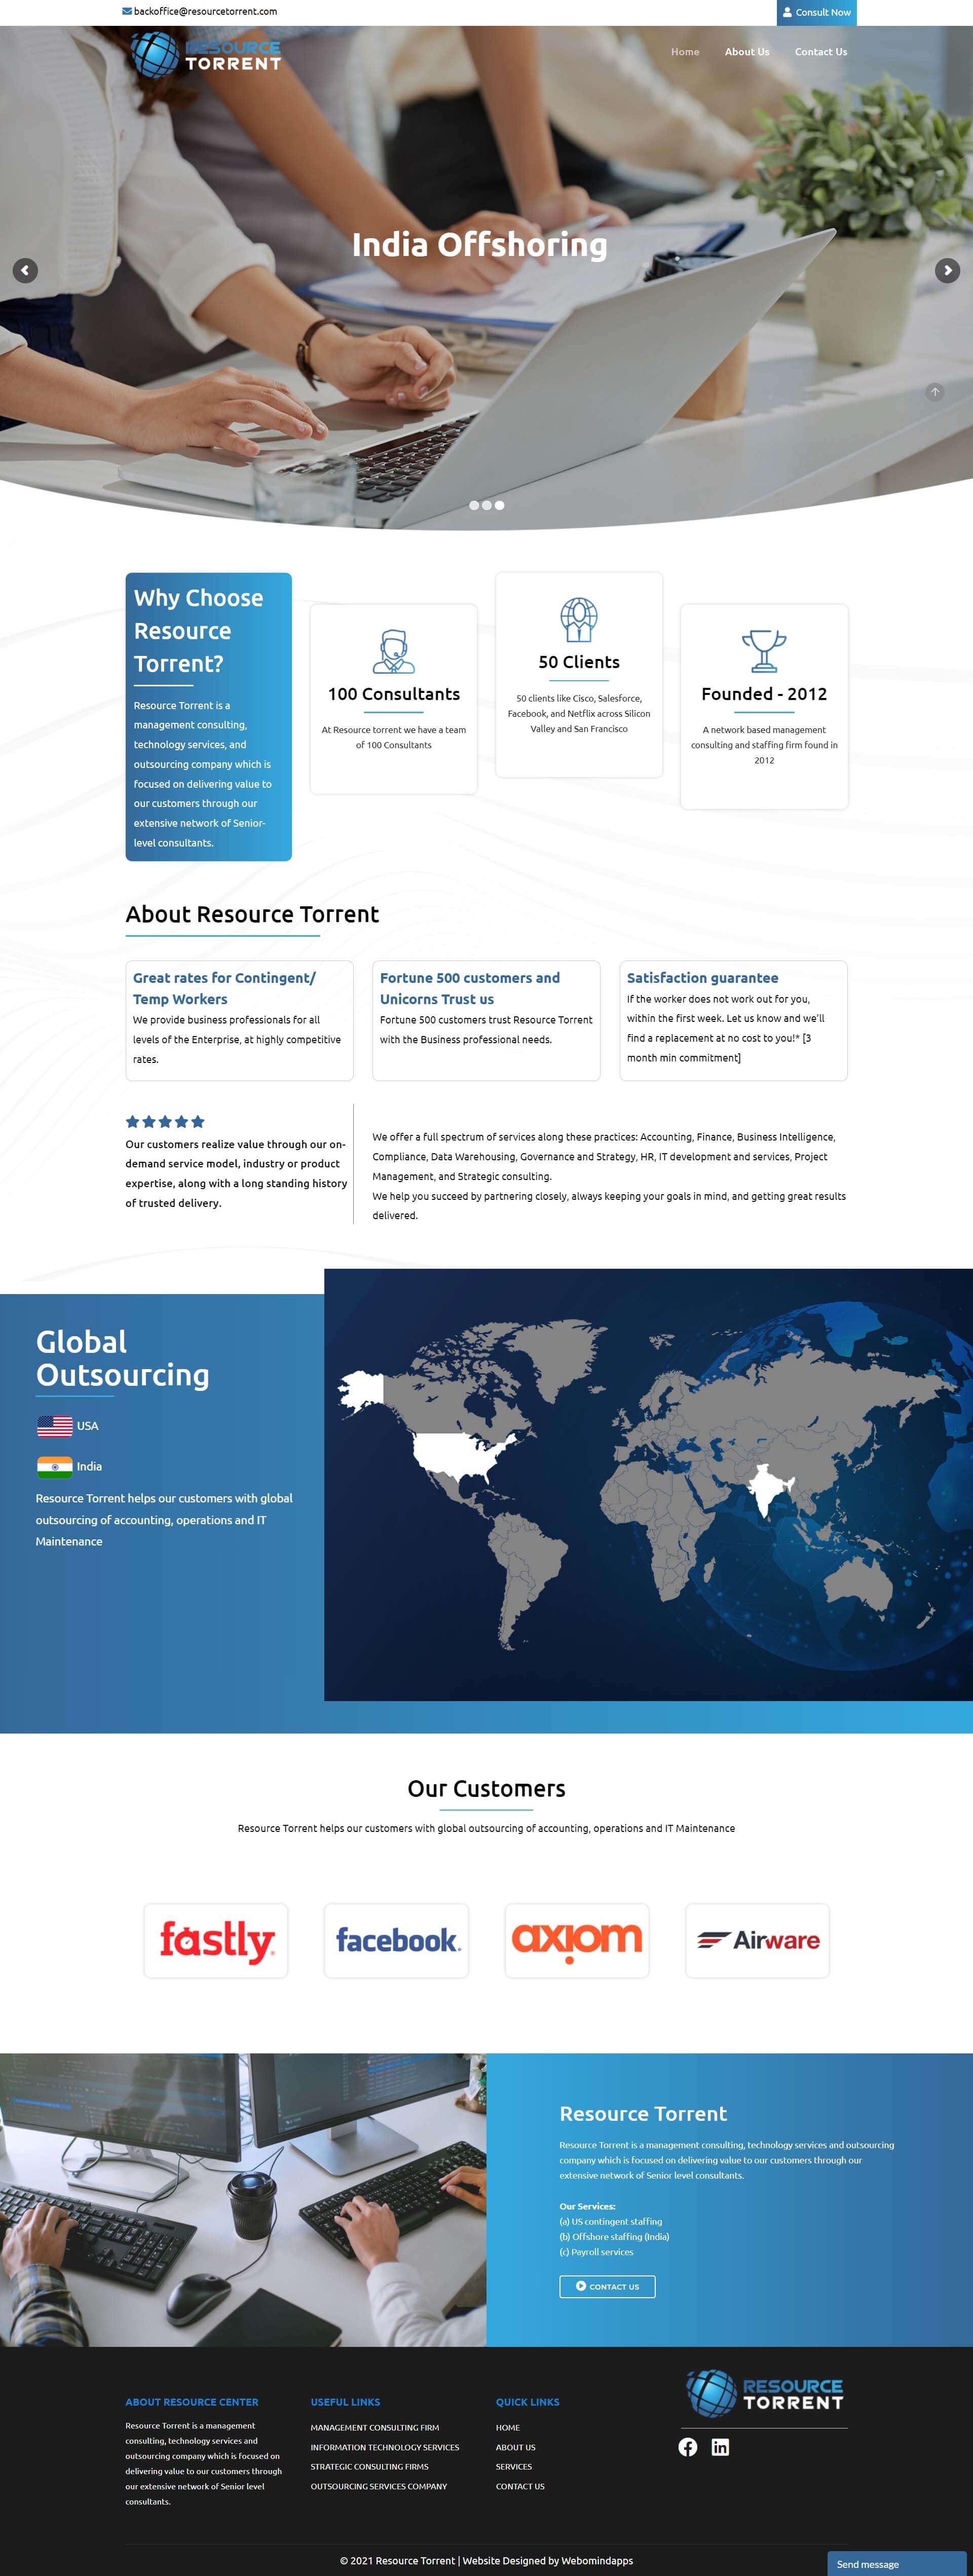 backoffice@resourcetorrent.com
Consult Now
RESOURCE
TORRENT
Home
About Us
Contact Us
India Offshoring
Why Choose
Resource
Torrent?
Resource Torrent is a
management consulting,
technology services, and
outsourcing company which is
focused on delivering value to
our customers through our
extensive network of Senior-
level consultants.
100 Consultants
At Resource torrent we have a team
of 100 Consultants
50 Clients
50 clients like Cisco, Salesforce,
Facebook, and Netflix across Silicon
Valley and San Francisco
Founded - 2012
A network based management
consulting and staffing firm found in
2012
About Resource Torrent
Great rates for Contingent/
Temp Workers
We provide business professionals for all
levels of the Enterprise, at highly competitive
rates.
Fortune 500 customers and
Unicorns Trust us
Fortune 500 customers trust Resource Torrent
with the Business professional needs.
Satisfaction guarantee
If the worker does not work out for you,
within the first week. Let us know and we'll
find a replacement at no cost to you!* [3
month min commitment]
Our customers realize value through our on-
demand service model, industry or product
expertise, along with a long standing history
of trusted delivery.
We offer a full spectrum of services along these practices: Accounting, Finance, Business Intelligence,
Compliance, Data Warehousing, Governance and Strategy, HR, IT development and services, Project
Management, and Strategic consulting.
We help you succeed by partnering closely, always keeping your goals in mind, and getting great results
delivered.
Global
Outsourcing
USA
India
Resource Torrent helps our customers with global
outsourcing of accounting, operations and IT
Maintenance
Our Customers
Resource Torrent helps our customers with global outsourcing of accounting, operations and IT Maintenance
fastly
facebook
axiom
Airware
Resource Torrent
Resource Torrent is a management consulting, technology services and outsourcing
company which is focused on delivering value to our customers through our
extensive network of Senior level consultants.
Our Services:
(a) US contingent staffing
(b) Offshore staffing (India)
(c) Payroll services
CONTACT US
ABOUT RESOURCE CENTER
Resource Torrent is a management
consulting, technology services and
outsourcing company which is focused on
delivering value to our customers through
our extensive network of Senior level
consultants.
USEFUL LINKS
MANAGEMENT CONSULTING FIRM
INFORMATION TECHNOLOGY SERVICES
STRATEGIC CONSULTING FIRMS
OUTSOURCING SERVICES COMPANY
QUICK LINKS
HOME
ABOUT US
SERVICES
CONTACT US
RESOURCE
TORRENT
© 2021 Resource Torrent | Website Designed by Webomindapps
Send message